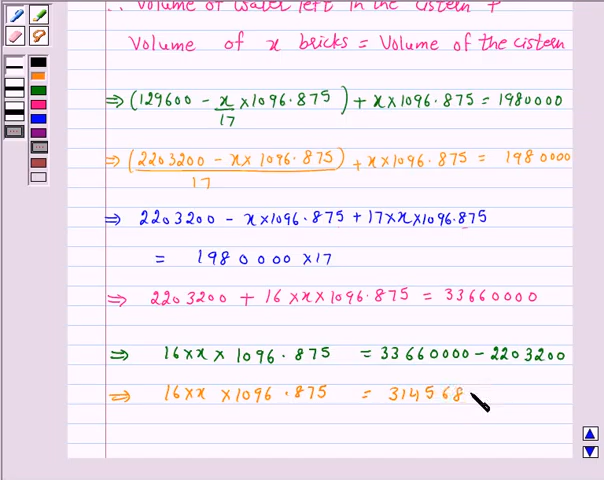 ∴ Volume of water left in the cistern +
Volume of x bricks = Volume of the cistern
⇒ (129600 - x/17 × 1096.875) + x × 1096.875 = 1980000
⇒ (2203200 - x × 1096.875)/17 + x × 1096.875 = 1980000
⇒ 2203200 - x × 1096.875 + 17 × x × 1096.875
= 1980000 × 17
⇒ 2203200 + 16 × x × 1096.875 = 33660000
⇒ 16 × x × 1096.875 = 33660000 - 2203200
⇒ 16 × x × 1096.875 = 314568